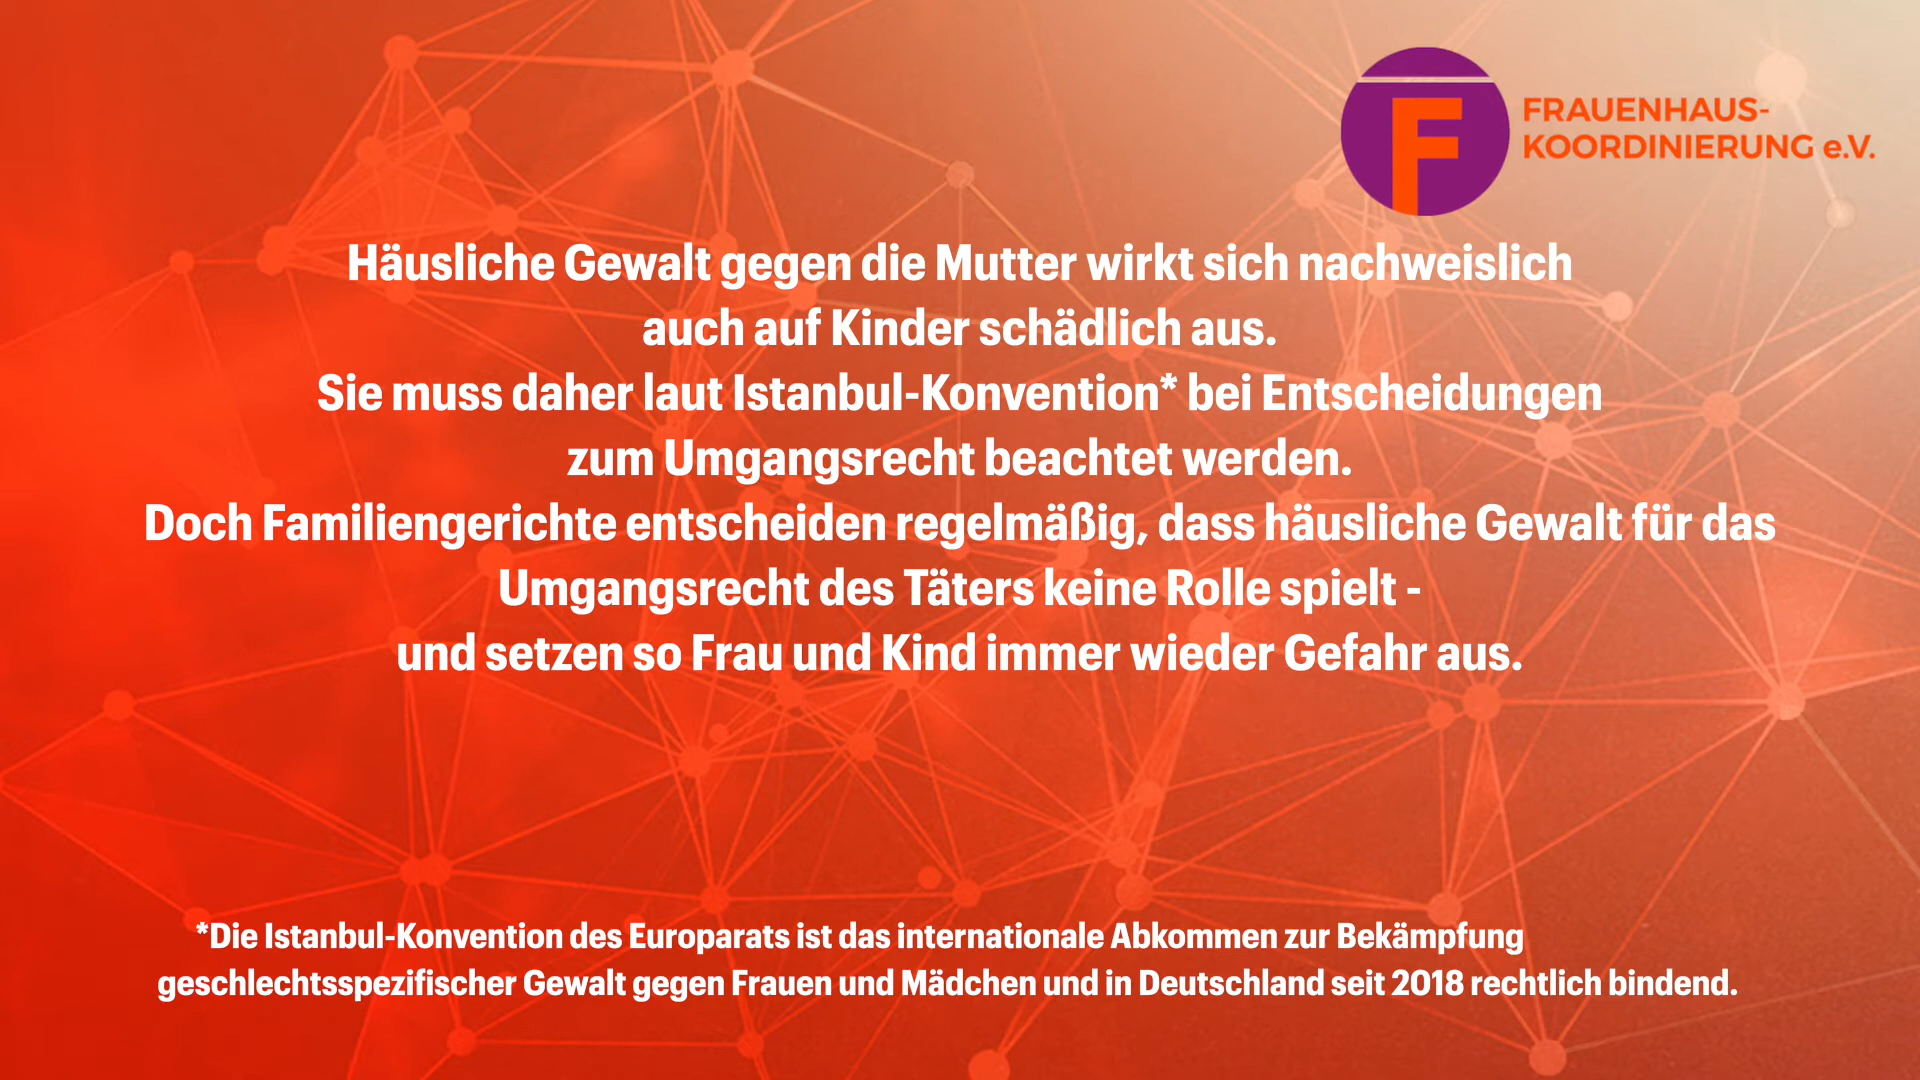 FRAUENHAUS-
KOORDINIERUNG e.V.
Häusliche Gewalt gegen die Mutter wirkt sich nachweislich
auch auf Kinder schädlich aus.
Sie muss daher laut Istanbul-Konvention* bei Entscheidungen
zum Umgangsrecht beachtet werden.
Doch Familiengerichte entscheiden regelmäßig, dass häusliche Gewalt für das
Umgangsrecht des Täters keine Rolle spielt -
und setzen so Frau und Kind immer wieder Gefahr aus.
*Die Istanbul-Konvention des Europarats ist das internationale Abkommen zur Bekämpfung
geschlechtsspezifischer Gewalt gegen Frauen und Mädchen und in Deutschland seit 2018 rechtlich bindend.